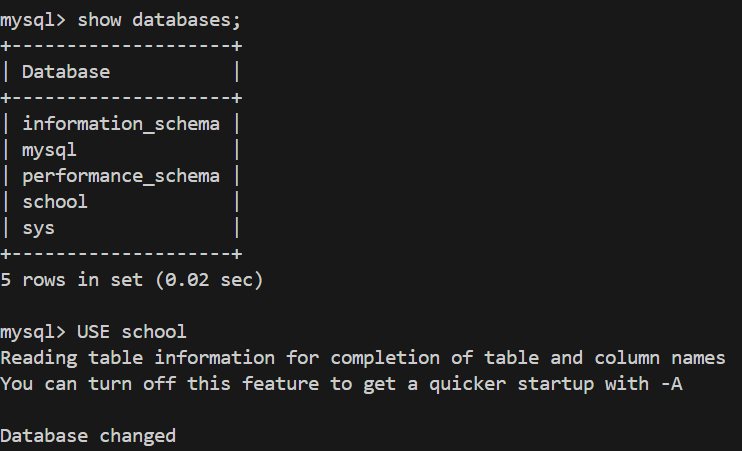 mysql> show databases;
+--------------------+
| Database           |
+--------------------+
| information_schema |
| mysql              |
| performance_schema |
| school             |
| sys                |
+--------------------+
5 rows in set (0.02 sec)

mysql> USE school
Reading table information for completion of table and column names
You can turn off this feature to get a quicker startup with -A

Database changed